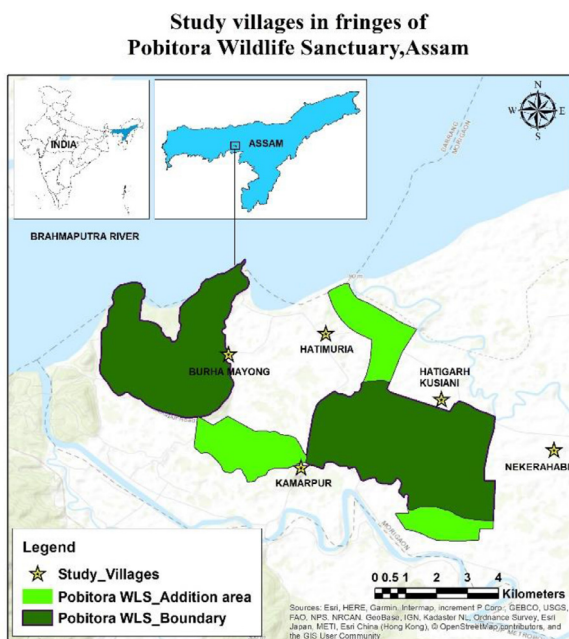 Study villages in fringes of
Pobitora Wildlife Sanctuary,Assam
N
W
E
S
INDIA
ASSAM
DARRANG
MORIGAON
BRAHMAPUTRA RIVER
HATIMURIA
BURHA MAYONG
HATIGARH
KUSIANI
NEKERAHABI
KAMARPUR
MORIGAON
Legend
Study_Villages
Pobitora WLS_Addition area
Pobitora WLS_Boundary
0 0.5 1 2 3 4
Kilometers
Sources: Esri, HERE, Garmin, Intermap, increment P Corp., GEBCO, USGS,
FAO, NPS, NRCAN, GeoBase, IGN, Kadaster NL, Ordnance Survey, Esri
Japan, METI, Esri China (Hong Kong), © OpenStreetMap contributors, and
the GIS User Community